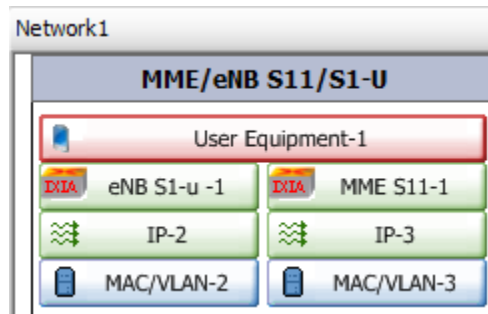 Network1
MME/eNB S11/S1-U
User Equipment-1
IXIA eNB S1-u -1 IXIA MME S11-1
IP-2 IP-3
MAC/VLAN-2 MAC/VLAN-3